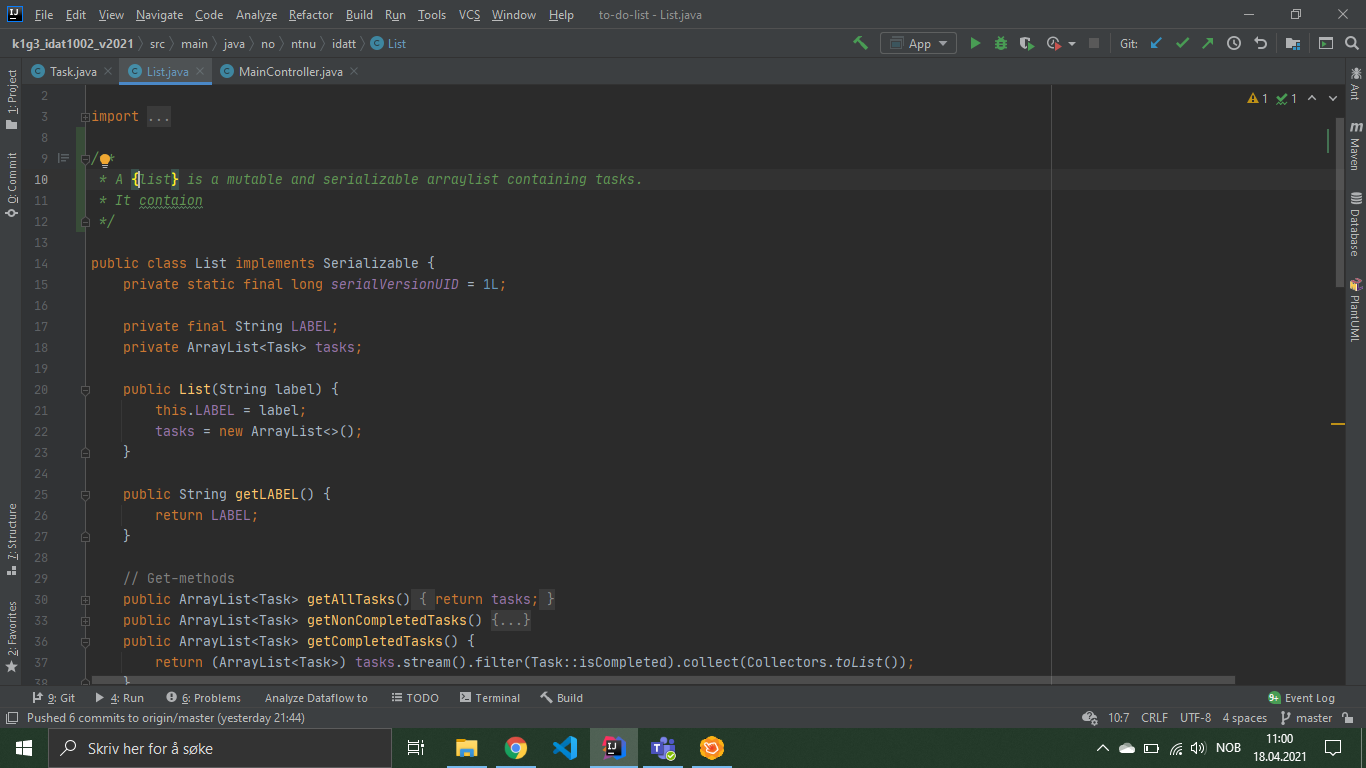 File Edit View Navigate Code Analyze Refactor Build Run Tools VCS Window Help to-do-list - List.java
k1g3_idat1002_v2021 src main java no ntnu idatt List App Git:
Task.java List.java MainController.java
1: Project
0: Commit
7: Structure
2: Favorites
2
3 import ...
8
9 /**
10 * A {list} is a mutable and serializable arraylist containing tasks.
11 * It contaion
12 */
13
14 public class List implements Serializable {
15 private static final long serialVersionUID = 1L;
16
17 private final String LABEL;
18 private ArrayList<Task> tasks;
19
20 public List(String label) {
21 this.LABEL = label;
22 tasks = new ArrayList<>();
23 }
24
25 public String getLABEL() {
26 return LABEL;
27 }
28
29 // Get-methods
30 public ArrayList<Task> getAllTasks() { return tasks; }
33 public ArrayList<Task> getNonCompletedTasks() {...}
36 public ArrayList<Task> getCompletedTasks() {
37 return (ArrayList<Task>) tasks.stream().filter(Task::isCompleted).collect(Collectors.toList());
38 }
1 1
Ant
m Maven
Database
PlantUML
9: Git 4: Run 6: Problems Analyze Dataflow to TODO Terminal Build 9+ Event Log
Pushed 6 commits to origin/master (yesterday 21:44) 10:7 CRLF UTF-8 4 spaces master
Skriv her for å søke NOB 11:00
18.04.2021